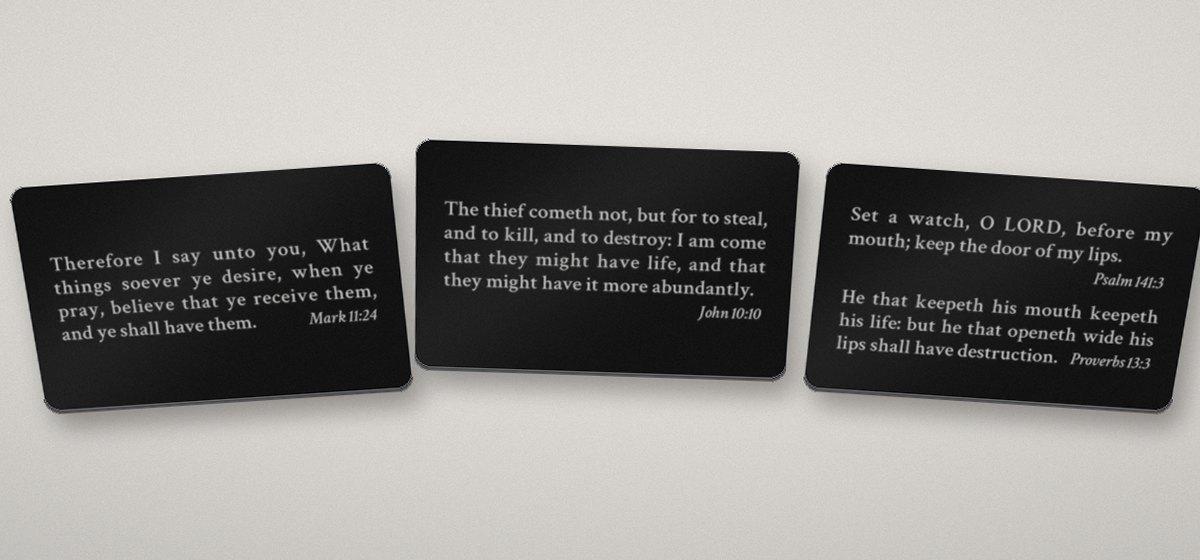 Therefore I say unto you, What
things soever ye desire, when ye
pray, believe that ye receive them,
and ye shall have them. Mark 11:24
The thief cometh not, but for to steal,
and to kill, and to destroy: I am come
that they might have life, and that
they might have it more abundantly.
John 10:10
Set a watch, O LORD, before my
mouth; keep the door of my lips.
Psalm 141:3
He that keepeth his mouth keepeth
his life: but he that openeth wide his
lips shall have destruction. Proverbs 13:3